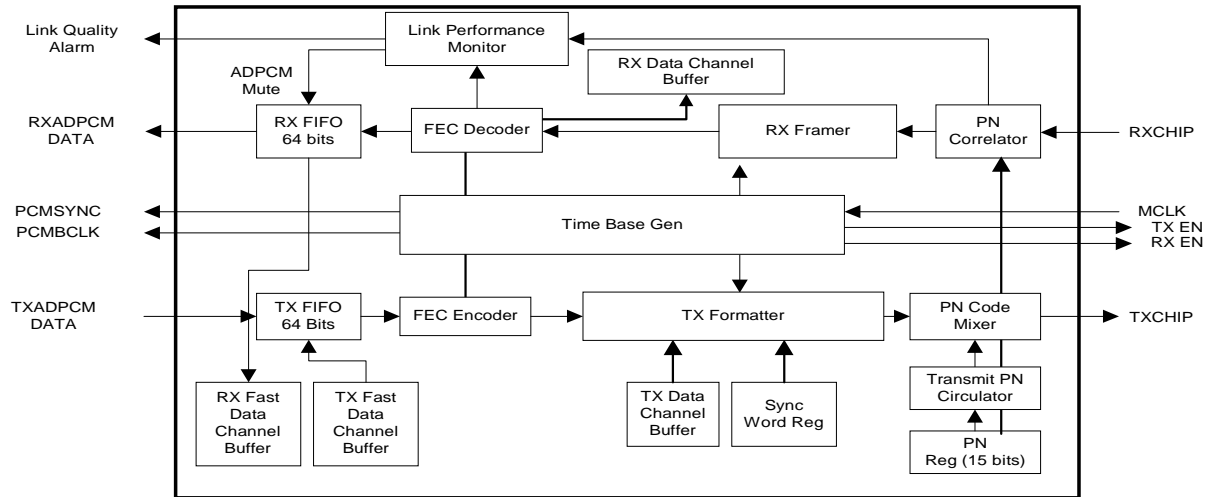 Link Quality
Alarm
Link Performance
Monitor
RX Data Channel
Buffer
ADPCM
Mute
RXADPCM
DATA
RX FIFO
64 bits
FEC Decoder
RX Framer
PN
Correlator
RXCHIP
PCMSYNC
PCMBCLK
Time Base Gen
MCLK
TX EN
RX EN
TXADPCM
DATA
TX FIFO
64 Bits
FEC Encoder
TX Formatter
PN Code
Mixer
TXCHIP
RX Fast
Data
Channel
Buffer
TX Fast
Data
Channel
Buffer
TX Data
Channel
Buffer
Sync
Word Reg
Transmit PN
Circulator
PN
Reg (15 bits)